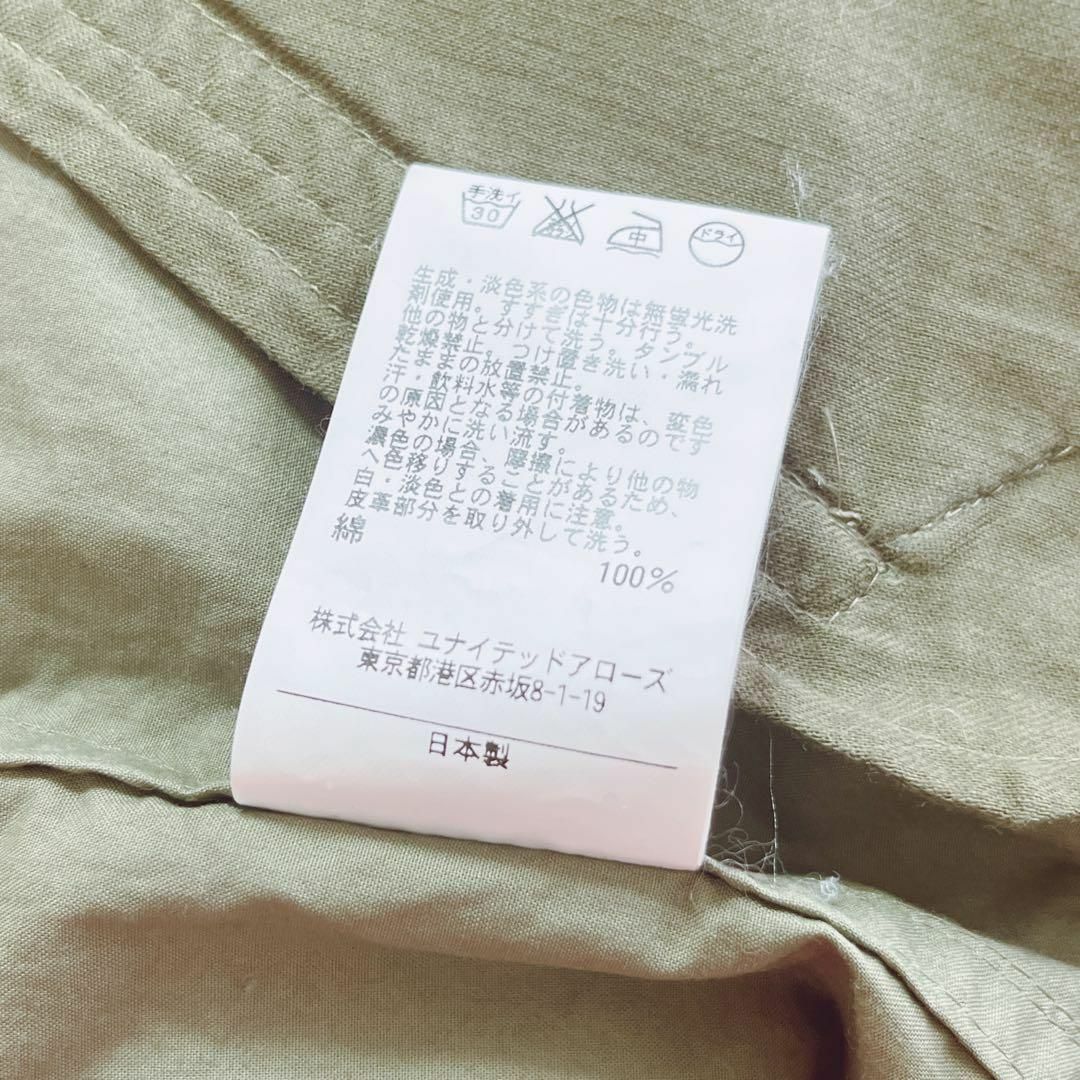 手洗イ
30
エンソサラシ
中
ドライ
生成・淡色系の色物は無蛍光洗
剤使用。すすぎは十分行う。
他の物と分けて洗う。タンブル
乾燥禁止。つけ置き洗い・濡れ
たままの放置禁止。
汗・飲料水等の付着物は、変色
の原因となる場合があるのです
みやかに洗い流す。
濃色の場合、摩擦により他の物
へ色移りすることがあるため、
白・淡色との着用に注意。
皮革部分を取り外して洗う。
綿
100%
株式会社 ユナイテッドアローズ
東京都港区赤坂8-1-19
日本製